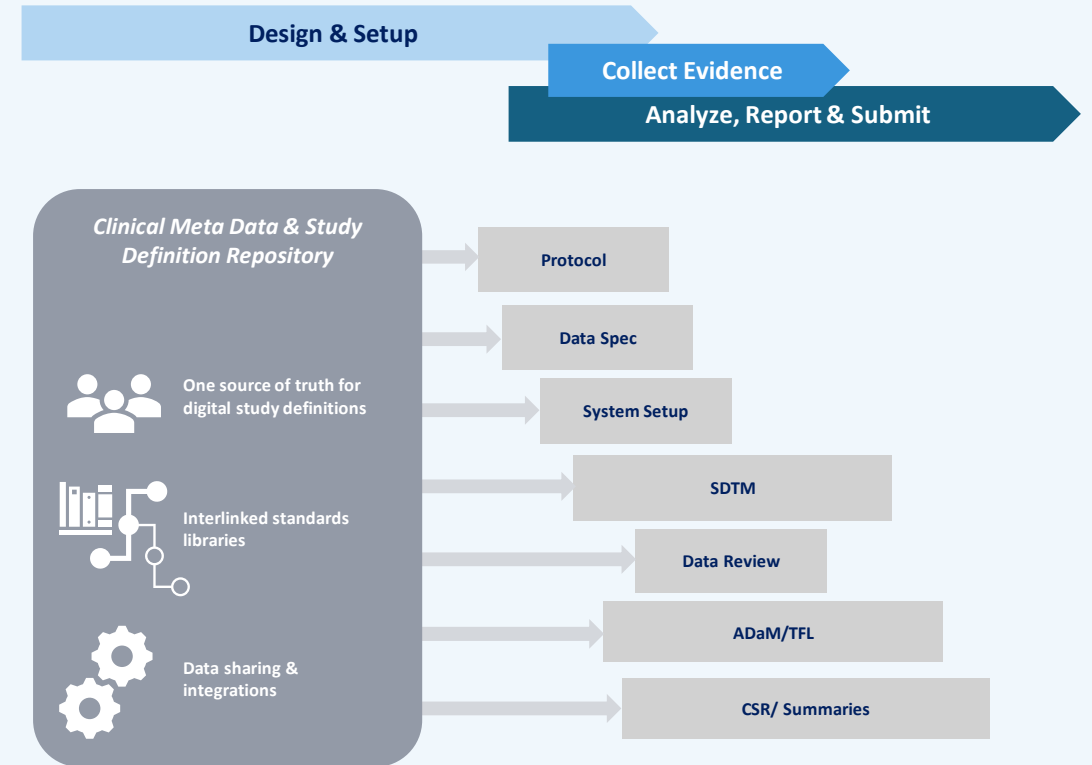 Design & Setup
Collect Evidence
Analyze, Report & Submit
Clinical Meta Data & Study
Definition Repository
Protocol
Data Spec
One source of truth for
digital study definitions
System Setup
SDTM
Interlinked standards
libraries
Data Review
ADaM/TFL
Data sharing &
integrations
CSR/ Summaries